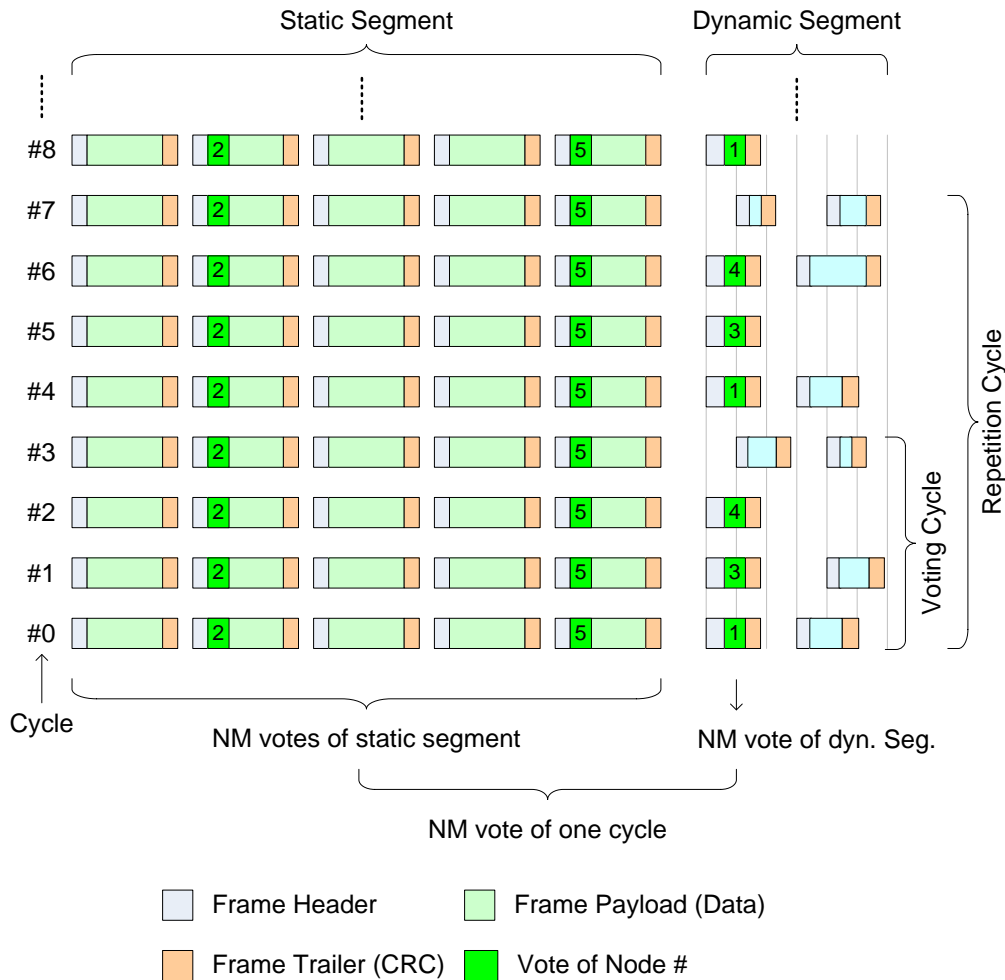 Static Segment
Dynamic Segment
#8 2 5 1
#7 2 5
#6 2 5 4
#5 2 5 3
#4 2 5 1
#3 2 5
#2 2 5 4
#1 2 5 3
#0 2 5 1
Voting Cycle
Repetition Cycle
Cycle
NM votes of static segment
NM vote of dyn. Seg.
NM vote of one cycle
Frame Header
Frame Payload (Data)
Frame Trailer (CRC)
Vote of Node #